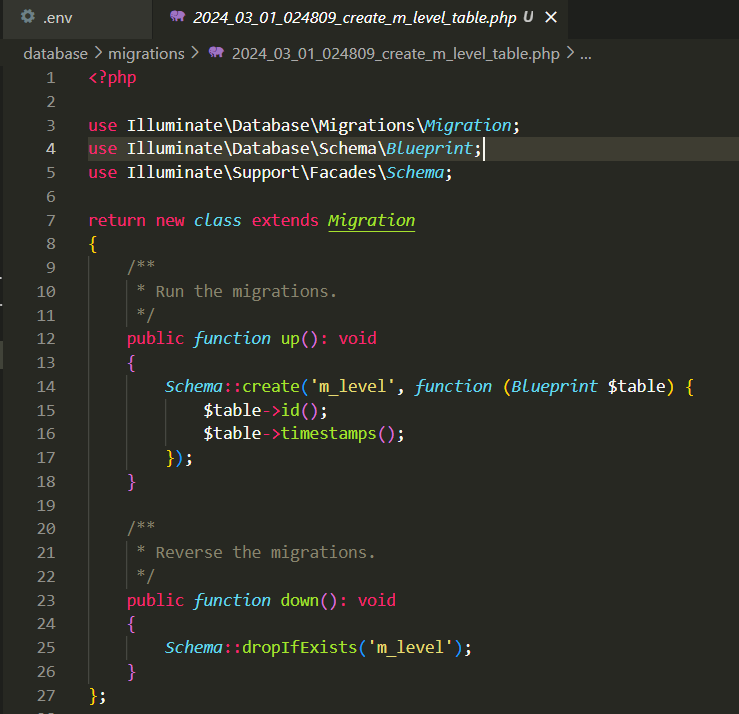 .env 2024_03_01_024809_create_m_level_table.php U ×
database > migrations > 2024_03_01_024809_create_m_level_table.php > ...
1 <?php
2
3 use Illuminate\Database\Migrations\Migration;
4 use Illuminate\Database\Schema\Blueprint;
5 use Illuminate\Support\Facades\Schema;
6
7 return new class extends Migration
8 {
9     /**
10      * Run the migrations.
11      */
12     public function up(): void
13     {
14         Schema::create('m_level', function (Blueprint $table) {
15             $table->id();
16             $table->timestamps();
17         });
18     }
19
20     /**
21      * Reverse the migrations.
22      */
23     public function down(): void
24     {
25         Schema::dropIfExists('m_level');
26     }
27 };